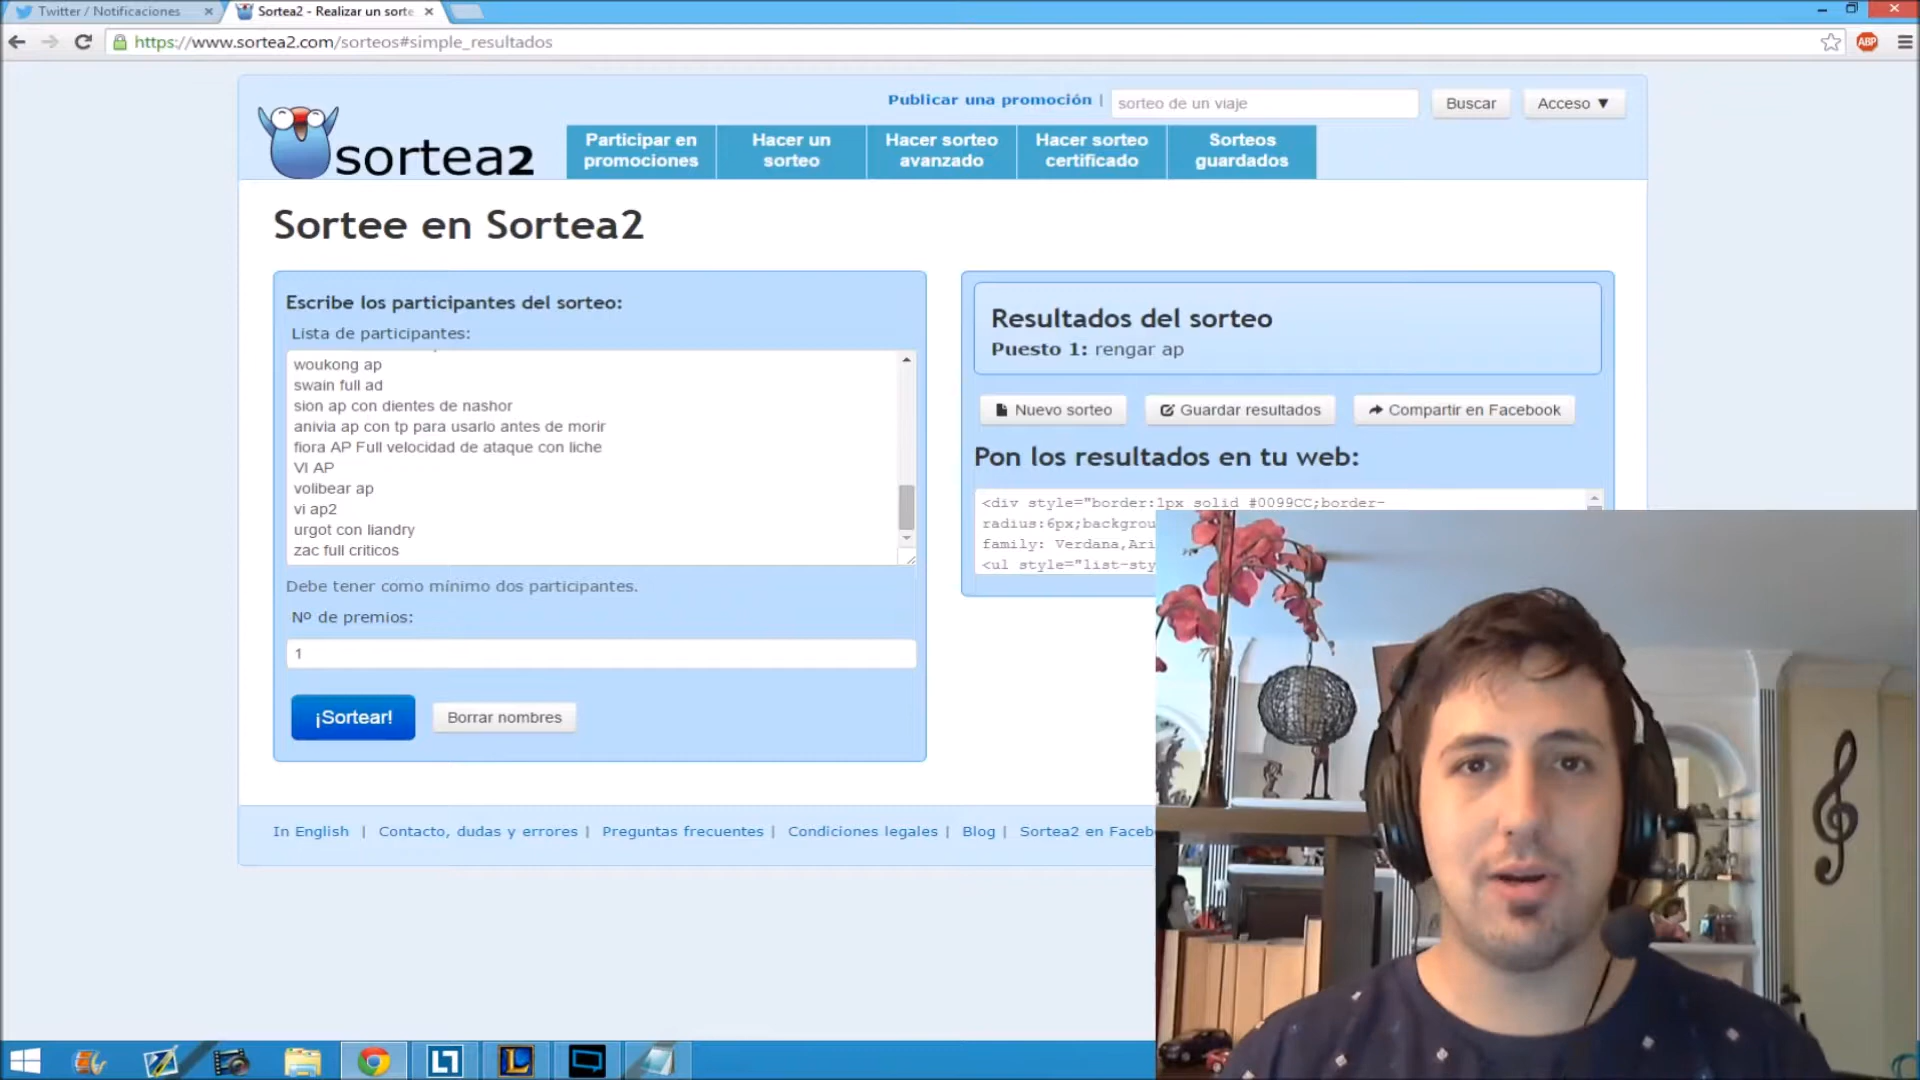 Twitter / Notificaciones
Sortea2 - Realizar un sorte
https://www.sortea2.com/sorteos#simple_resultados
ABP
Publicar una promoción |
sorteo de un viaje
Buscar
Acceso ▼
sortea2
Participar en
promociones
Hacer un
sorteo
Hacer sorteo
avanzado
Hacer sorteo
certificado
Sorteos
guardados
Sortee en Sortea2
Escribe los participantes del sorteo:
Lista de participantes:
woukong ap
swain full ad
sion ap con dientes de nashor
anivia ap con tp para usarlo antes de morir
fiora AP Full velocidad de ataque con liche
VI AP
volibear ap
vi ap2
urgot con liandry
zac full criticos
Debe tener como mínimo dos participantes.
Nº de premios:
1
¡Sortear!
Borrar nombres
Resultados del sorteo
Puesto 1: rengar ap
Nuevo sorteo
Guardar resultados
Compartir en Facebook
Pon los resultados en tu web:
<div style="border:1px solid #0099CC;border-
radius:6px;backgrou
family: Verdana,Ari
<ul style="list-sty
In English | Contacto, dudas y errores | Preguntas frecuentes | Condiciones legales | Blog | Sortea2 en Faceb